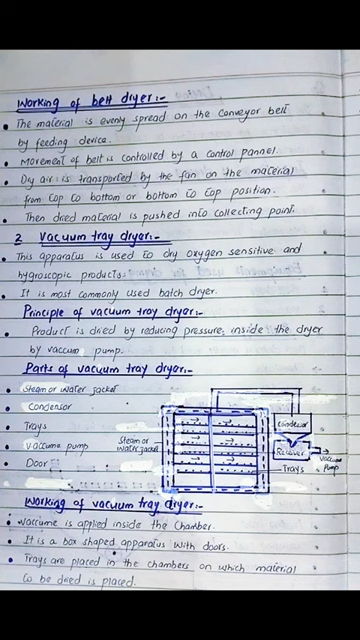 Working of belt dryer:-
• The material is evenly spread on the conveyor belt
by feeding device.
• Movement of belt is controlled by a control pannel.
• Dry air is transported by the fan on the material
from top to bottom or bottom to top position.
• Then dried material is pushed into collecting point.
2 Vacuum tray dryer:-
• This apparatus is used to dry oxygen sensitive and
hygroscopic products.
• It is most commonly used batch dryer.
Principle of vacuum tray dryer:-
• Product is dried by reducing pressure inside the dryer
by vaccum pump.
Parts of vacuum tray dryer:-
• Steam or water jacket
• Condensor
• Trays
• vaccume pump
• Door
Steam or
water jacket
Condensor
Receiver
vaccume
Pump
Trays
Working of vacuum tray dryer:-
• vaccume is applied inside the chamber.
• It is a box shaped apparatus with doors.
• Trays are placed in the chambers on which material
to be dried is placed.